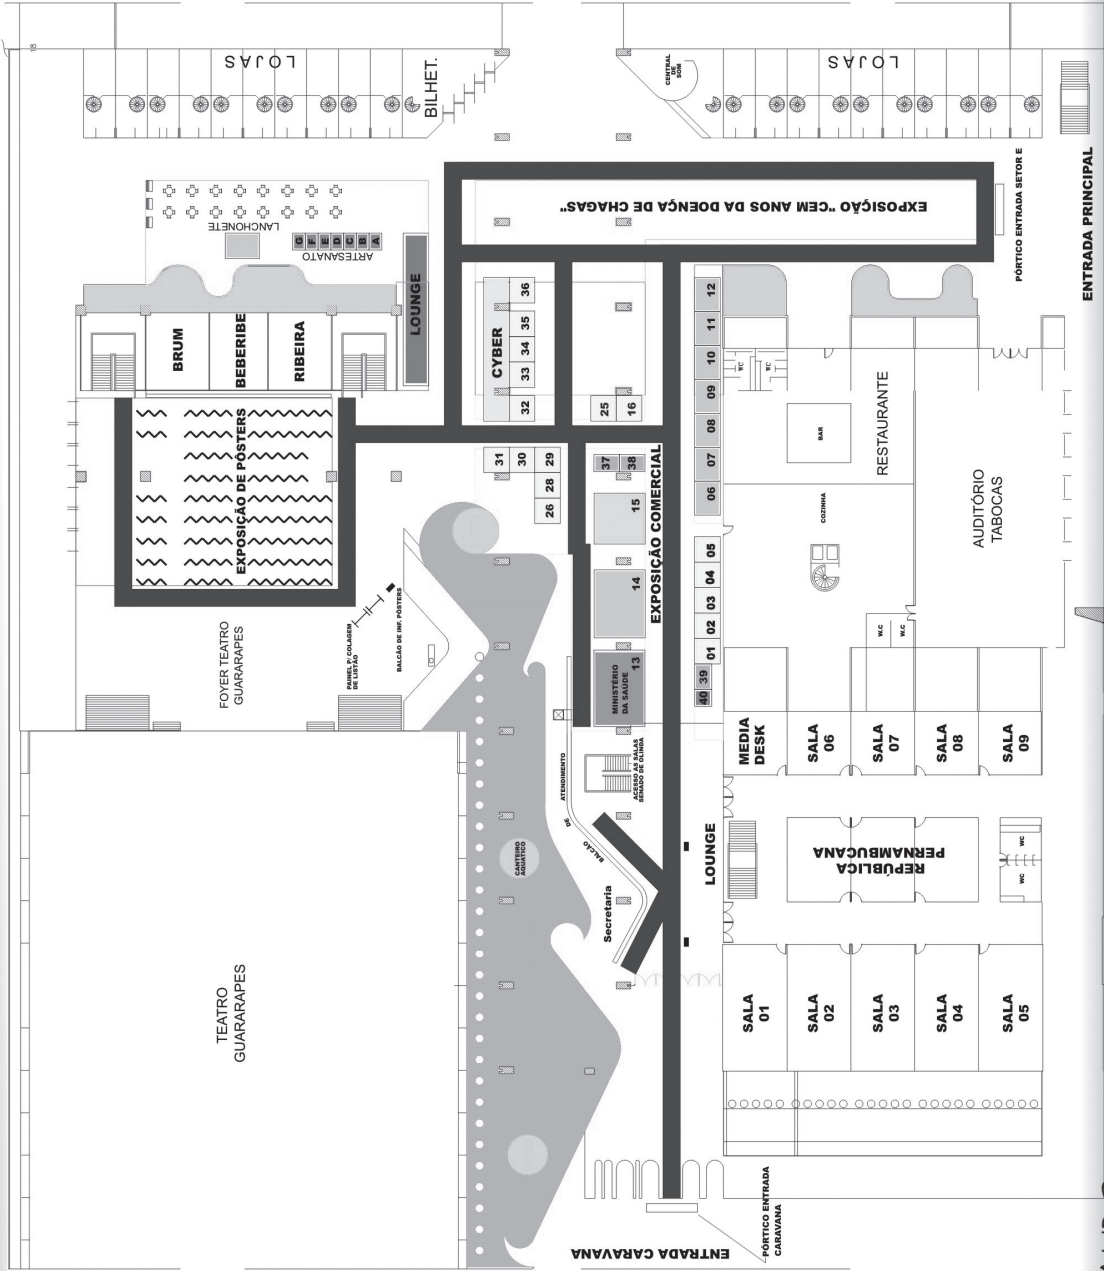 18
LOJAS
BILHET.
CENTRAL
DE
SOM
LOJAS
ENTRADA PRINCIPAL
PÓRTICO ENTRADA SETOR E
EXPOSIÇÃO "CEM ANOS DA DOENÇA DE CHAGAS"
LANCHONETE
G
F
E
D
C
B
A
ARTESANATO
LOUNGE
BRUM
BEBERIBE
RIBEIRA
CYBER
36
35
34
33
32
25
16
12
11
10
09
08
07
06
05
04
03
02
01
39
40
WC
WC
BAR
RESTAURANTE
COZINHA
AUDITÓRIO
TABOCAS
W.C
W.C
EXPOSIÇÃO DE PÓSTERS
31
30
29
28
26
37
38
15
14
13
MINISTÉRIO
DA SAÚDE
EXPOSIÇÃO COMERCIAL
FOYER TEATRO
GUARARAPES
PAINEL P/ COLAGEM
DE LISTÃO
BALCÃO DE INF. PÓSTERS
ATENDIMENTO
DE
BALCÃO
ACESSO AS SALAS
SENADO DE OLINDA
MEDIA
DESK
SALA
06
SALA
07
SALA
08
SALA
09
CANTEIRO
AQUÁTICO
Secretaria
LOUNGE
REPÚBLICA
PERNAMBUCANA
WC
WC
TEATRO
GUARARAPES
SALA
01
SALA
02
SALA
03
SALA
04
SALA
05
ENTRADA CARAVANA
PÓRTICO ENTRADA
CARAVANA